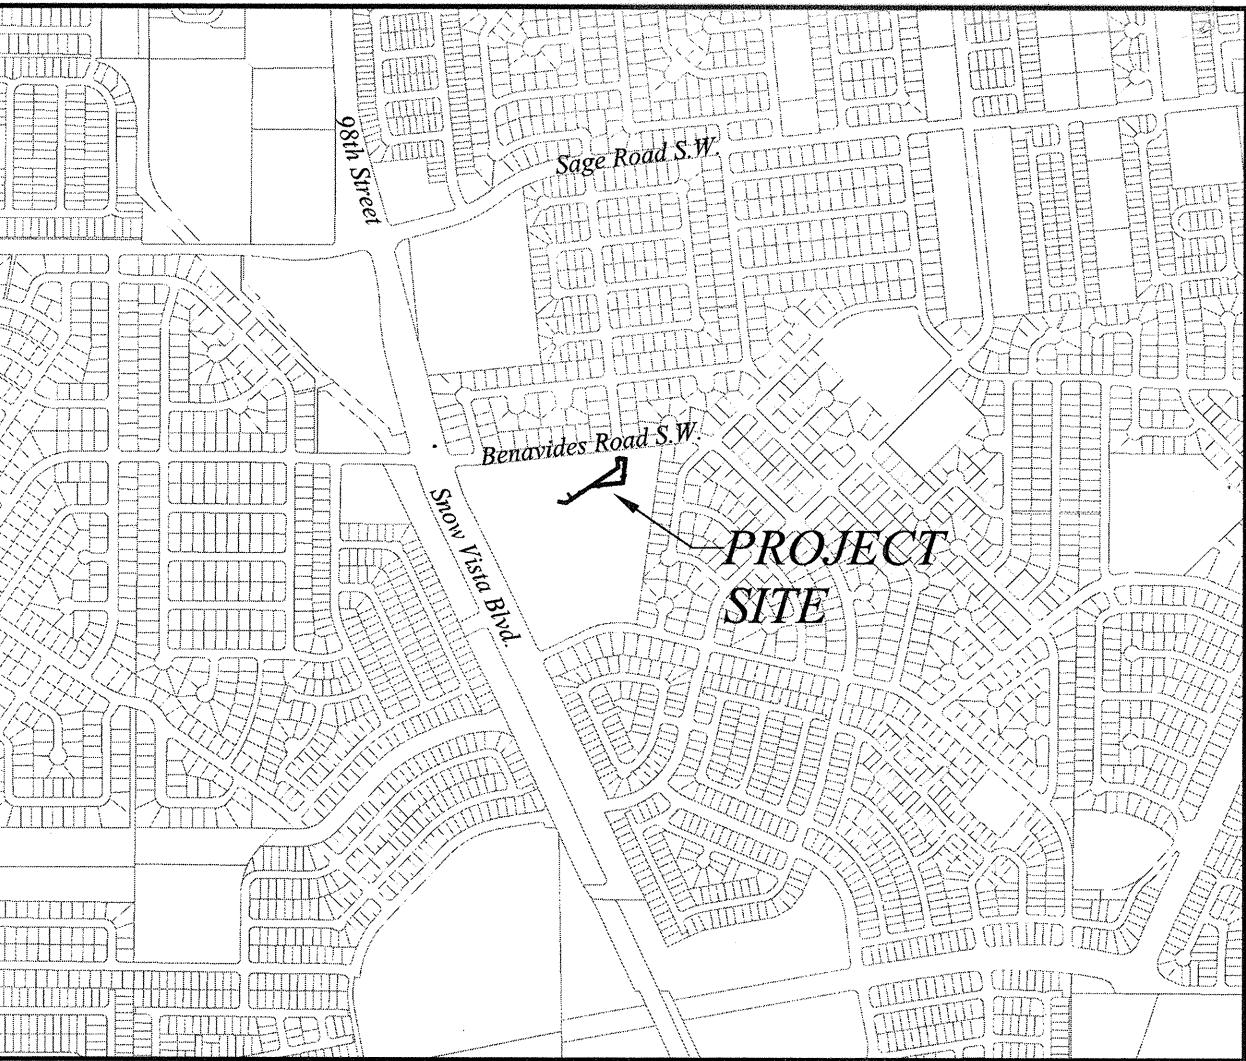 98th Street
Sage Road S.W.
Benavides Road S.W.
Snow Vista Blvd.
PROJECT
SITE